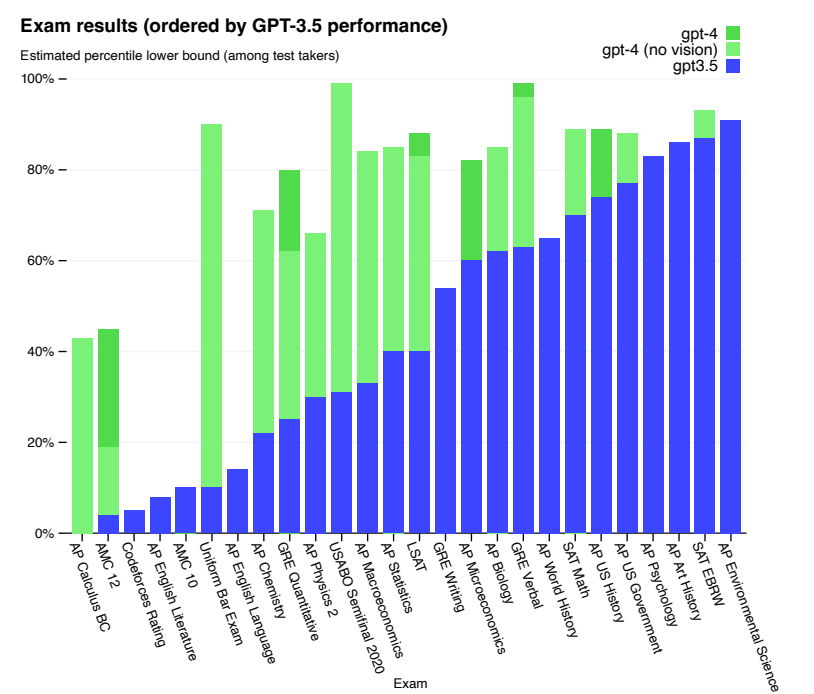 Exam results (ordered by GPT-3.5 performance)
Estimated percentile lower bound (among test takers)
gpt-4
gpt-4 (no vision)
gpt3.5
100%
80%
60%
40%
20%
0%
AP Calculus BC
AMC 12
Codeforces Rating
AP English Literature
AMC 10
Uniform Bar Exam
AP English Language
AP Chemistry
GRE Quantitative
AP Physics 2
USABO Semifinal 2020
AP Macroeconomics
AP Statistics
LSAT
GRE Writing
AP Microeconomics
AP Biology
GRE Verbal
AP World History
SAT Math
AP US History
AP US Government
AP Psychology
AP Art History
SAT EBRW
AP Environmental Science
Exam